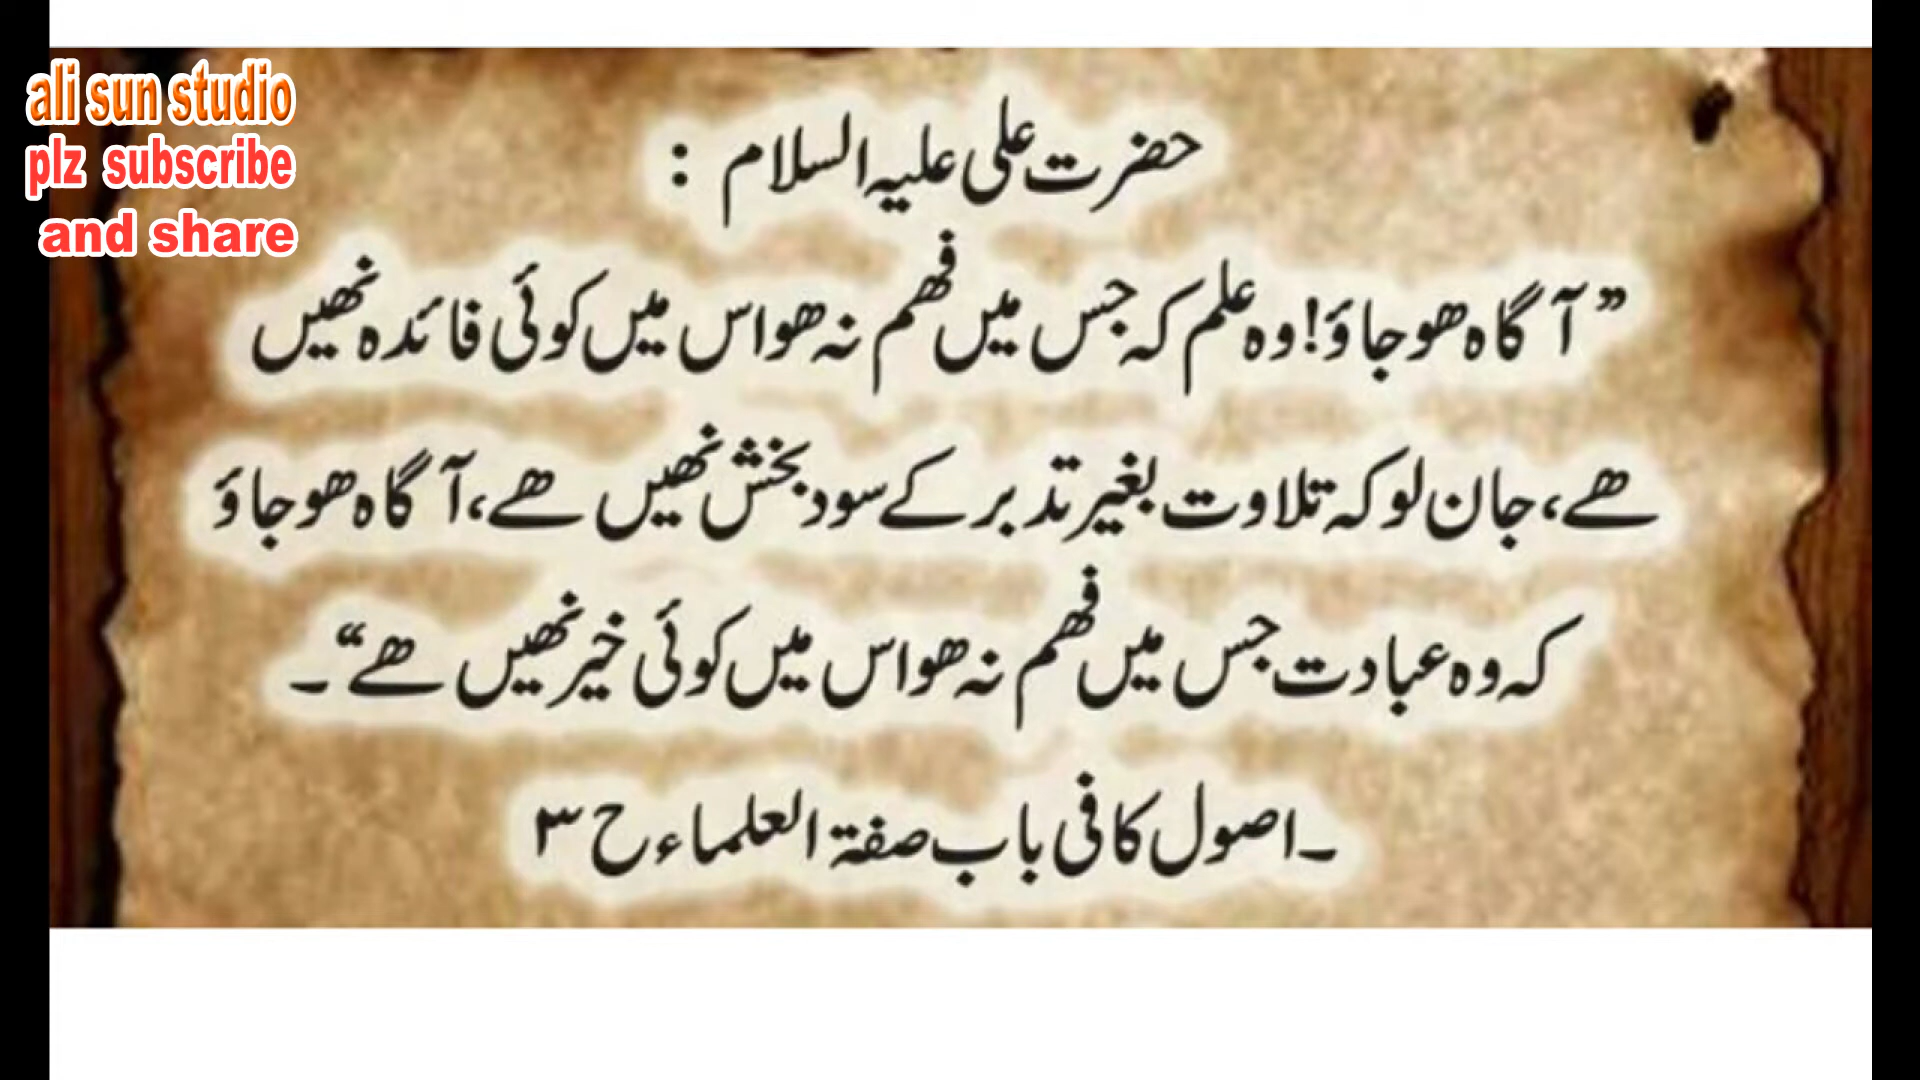 ali sun studio
plz subscribe
and share
حضرت علی علیہ السلام :
”آگاہ ھو جاؤ! وہ علم کہ جس میں فھم نہ ھو اس میں کوئی فائدہ نھیں
ھے، جان لو کہ تلاوت بغیر تدبر کے سود بخش نھیں ھے، آگاہ ھو جاؤ
کہ وہ عبادت جس میں فھم نہ ھو اس میں کوئی خیر نھیں ھے“۔
۔اصول کافی باب صفۃ العلماء ح ۳